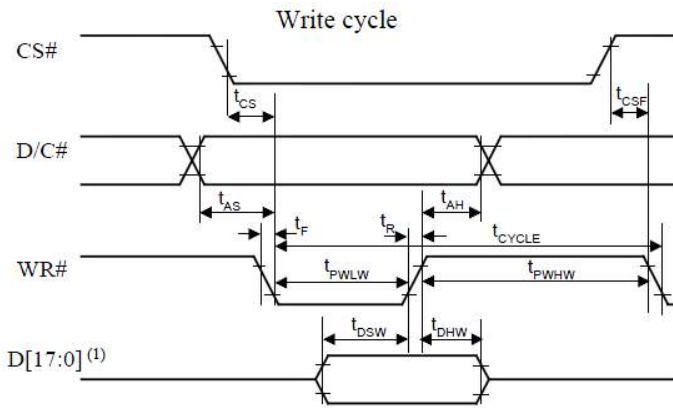 Write cycle
CS#
tCS
tCSF
D/C#
tAS
tAH
tF
tR
tCYCLE
WR#
tPWLW
tPWHW
tDSW
tDHW
D[17:0] (1)